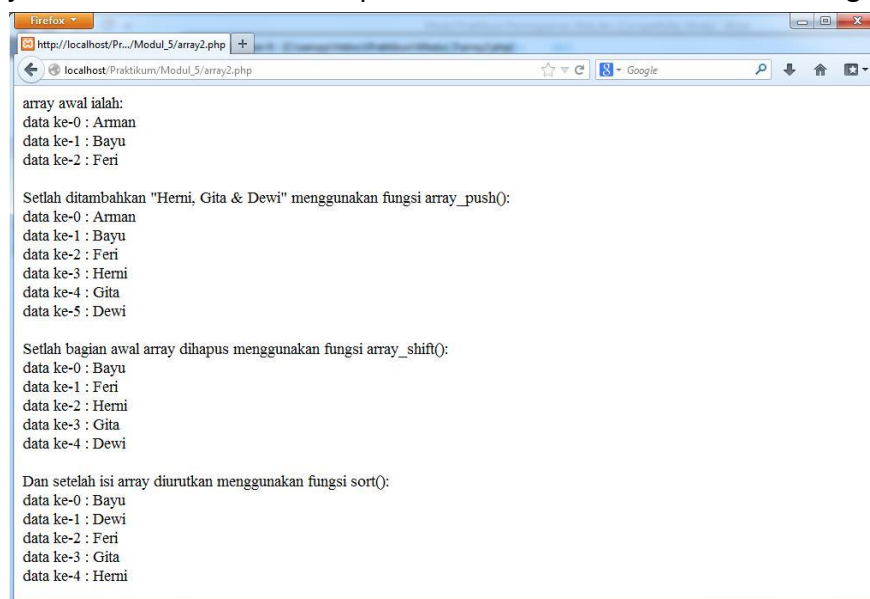 Firefox
http://localhost/Pr.../Modul_5/array2.php
localhost/Praktikum/Modul_5/array2.php
Google
array awal ialah:
data ke-0 : Arman
data ke-1 : Bayu
data ke-2 : Feri
Setlah ditambahkan "Herni, Gita & Dewi" menggunakan fungsi array_push():
data ke-0 : Arman
data ke-1 : Bayu
data ke-2 : Feri
data ke-3 : Herni
data ke-4 : Gita
data ke-5 : Dewi
Setlah bagian awal array dihapus menggunakan fungsi array_shift():
data ke-0 : Bayu
data ke-1 : Feri
data ke-2 : Herni
data ke-3 : Gita
data ke-4 : Dewi
Dan setelah isi array diurutkan menggunakan fungsi sort():
data ke-0 : Bayu
data ke-1 : Dewi
data ke-2 : Feri
data ke-3 : Gita
data ke-4 : Herni